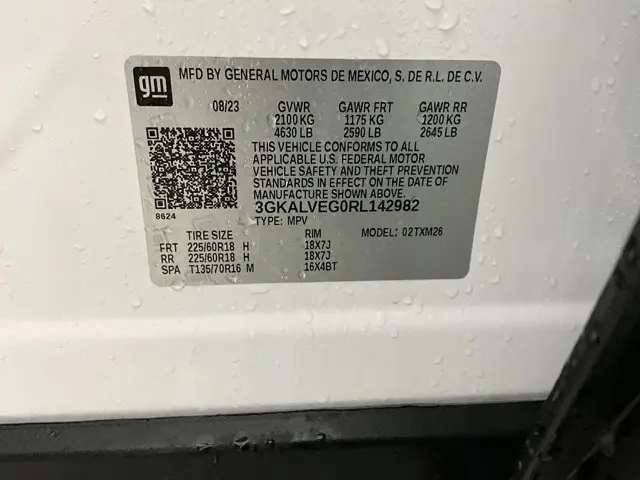 gm
MFD BY GENERAL MOTORS DE MEXICO, S. DE R.L. DE C.V.
08/23 GVWR GAWR FRT GAWR RR
2100 KG 1175 KG 1200 KG
4630 LB 2590 LB 2645 LB
THIS VEHICLE CONFORMS TO ALL
APPLICABLE U.S. FEDERAL MOTOR
VEHICLE SAFETY AND THEFT PREVENTION
STANDARDS IN EFFECT ON THE DATE OF
MANUFACTURE SHOWN ABOVE.
3GKALVEG0RL142982
8624
TYPE: MPV MODEL: 02TXM26
TIRE SIZE RIM
FRT 225/60R18 H 18X7J
RR 225/60R18 H 18X7J
SPA T135/70R16 M 16X4BT